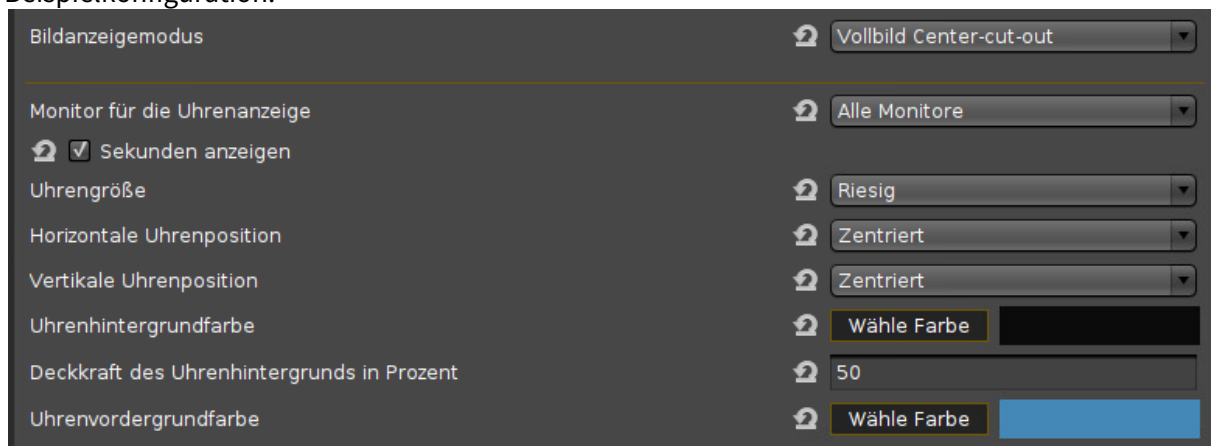 Beispielkonfiguration:
Bildanzeigemodus Vollbild Center-cut-out
Monitor für die Uhrenanzeige Alle Monitore
Sekunden anzeigen
Uhrengröße Riesig
Horizontale Uhrenposition Zentriert
Vertikale Uhrenposition Zentriert
Uhrenhintergrundfarbe Wähle Farbe
Deckkraft des Uhrenhintergrunds in Prozent 50
Uhrenvordergrundfarbe Wähle Farbe